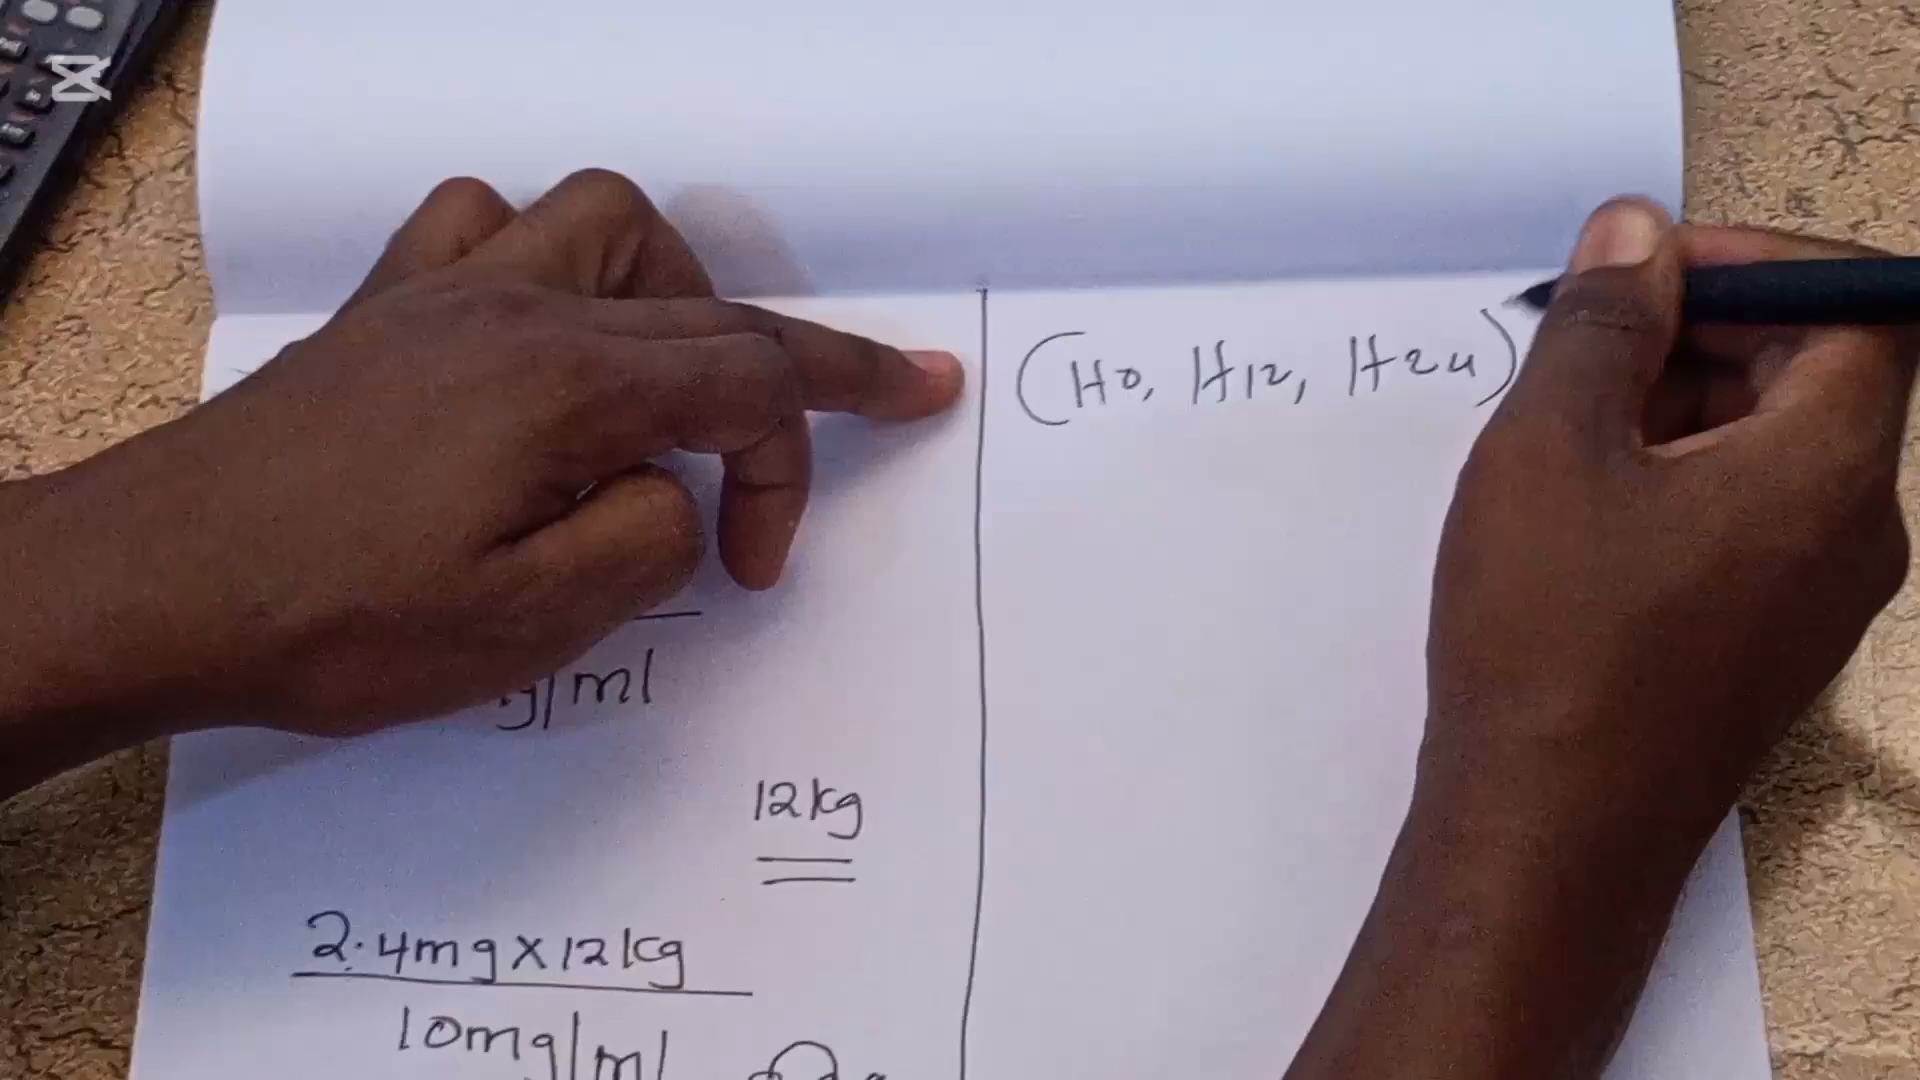 (H0, H12, H24)
g/ml
12kg
2.4mg x 12kg
10mg/ml